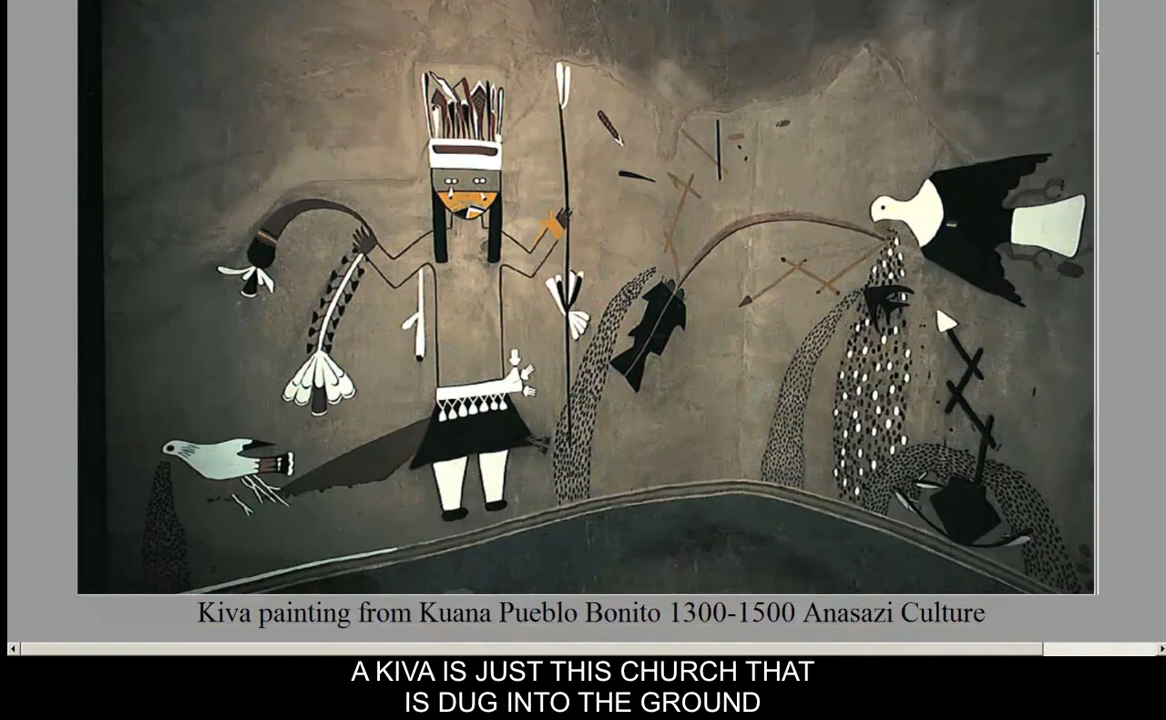 Kiva painting from Kuana Pueblo Bonito 1300-1500 Anasazi Culture
A KIVA IS JUST THIS CHURCH THAT
IS DUG INTO THE GROUND